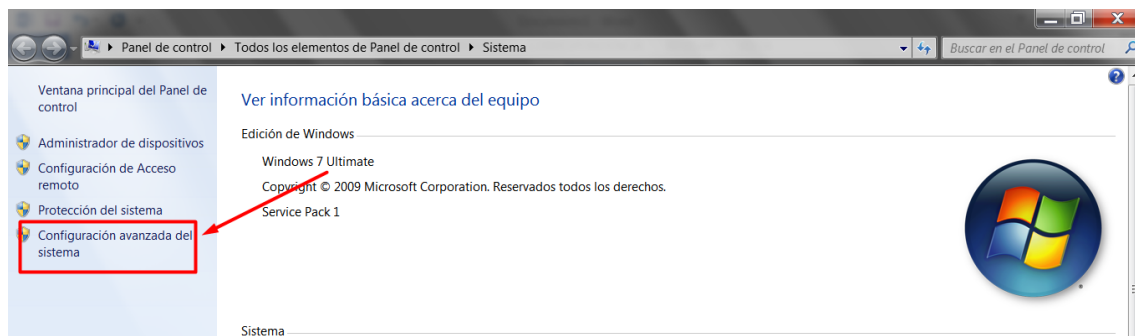 Panel de control ▸ Todos los elementos de Panel de control ▸ Sistema
Buscar en el Panel de control
Ventana principal del Panel de
control
Administrador de dispositivos
Configuración de Acceso
remoto
Protección del sistema
Configuración avanzada del
sistema
Ver información básica acerca del equipo
Edición de Windows
Windows 7 Ultimate
Copyright © 2009 Microsoft Corporation. Reservados todos los derechos.
Service Pack 1
Sistema